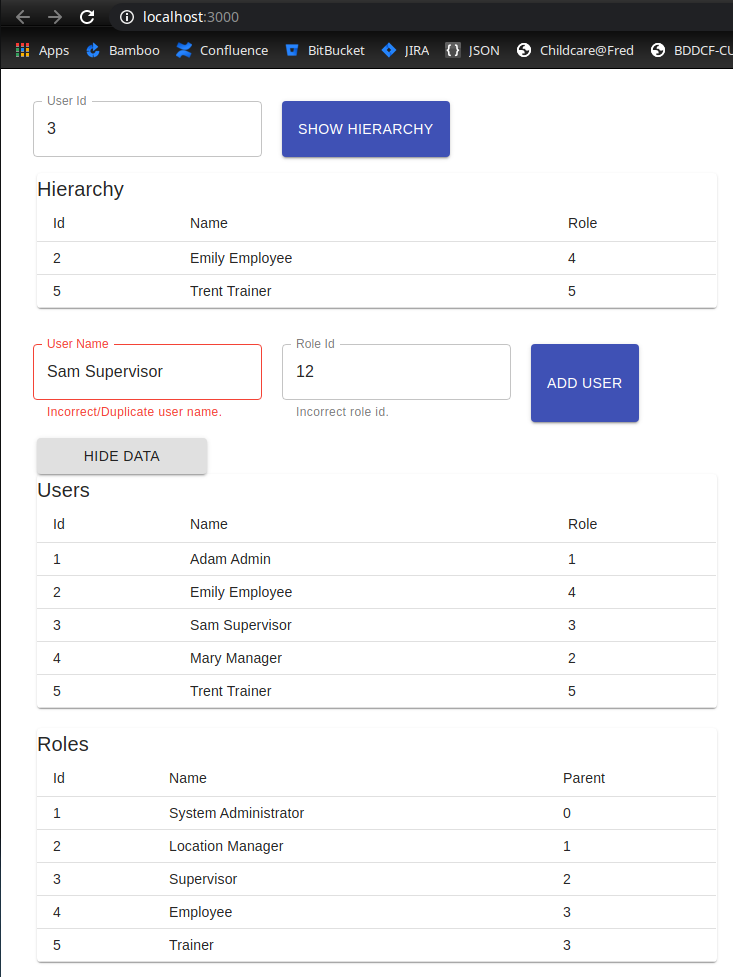 localhost:3000
Apps Bamboo Confluence BitBucket JIRA {} JSON Childcare@Fred BDDCF-CU
User Id
3 SHOW HIERARCHY
Hierarchy
Id Name Role
2 Emily Employee 4
5 Trent Trainer 5
User Name Role Id
Sam Supervisor 12 ADD USER
Incorrect/Duplicate user name. Incorrect role id.
HIDE DATA
Users
Id Name Role
1 Adam Admin 1
2 Emily Employee 4
3 Sam Supervisor 3
4 Mary Manager 2
5 Trent Trainer 5
Roles
Id Name Parent
1 System Administrator 0
2 Location Manager 1
3 Supervisor 2
4 Employee 3
5 Trainer 3